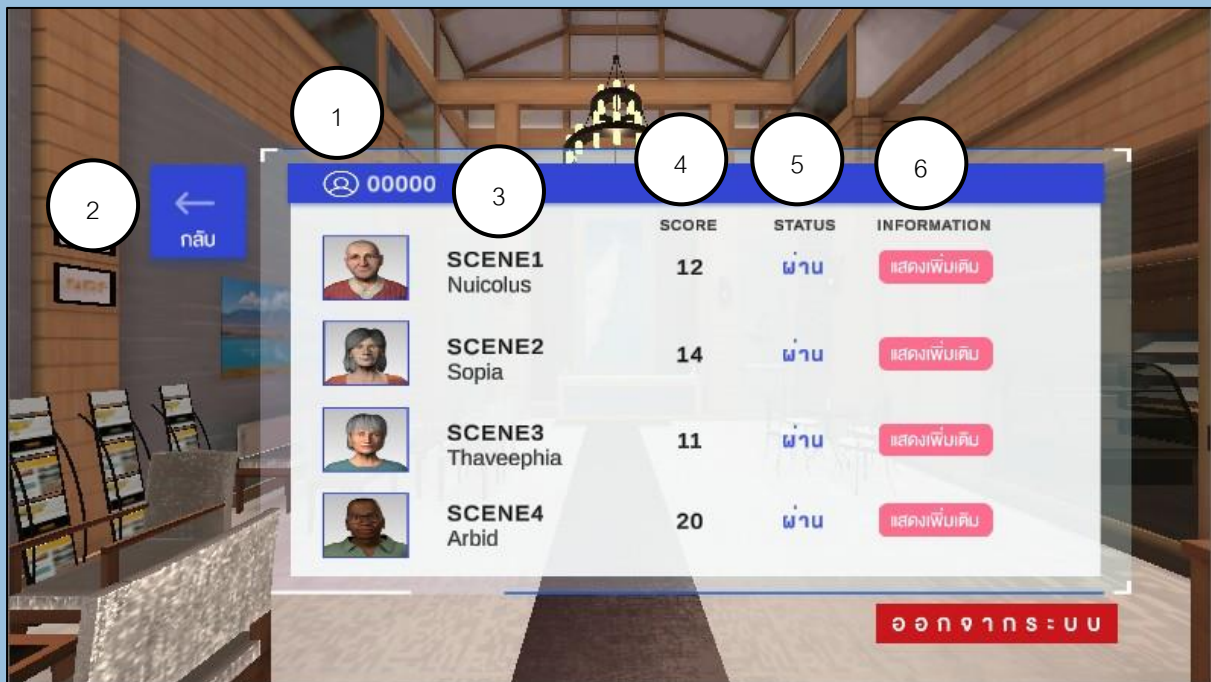 1
2
3
4
5
6
00000
กลับ
SCORE STATUS INFORMATION
SCENE1 12 ผ่าน แสดงเพิ่มเติม
Nuicolus
SCENE2 14 ผ่าน แสดงเพิ่มเติม
Sopia
SCENE3 11 ผ่าน แสดงเพิ่มเติม
Thaveephia
SCENE4 20 ผ่าน แสดงเพิ่มเติม
Arbid
ออกจากระบบ